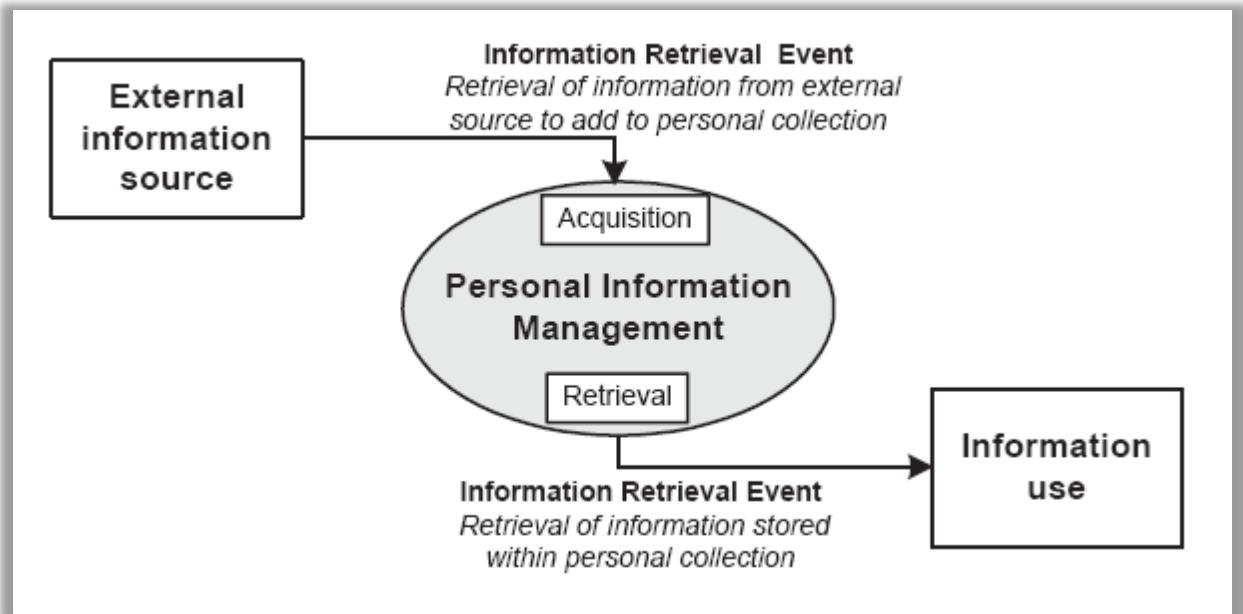 External
information
source
Information Retrieval Event
Retrieval of information from external
source to add to personal collection
Acquisition
Personal Information
Management
Retrieval
Information Retrieval Event
Retrieval of information stored
within personal collection
Information
use